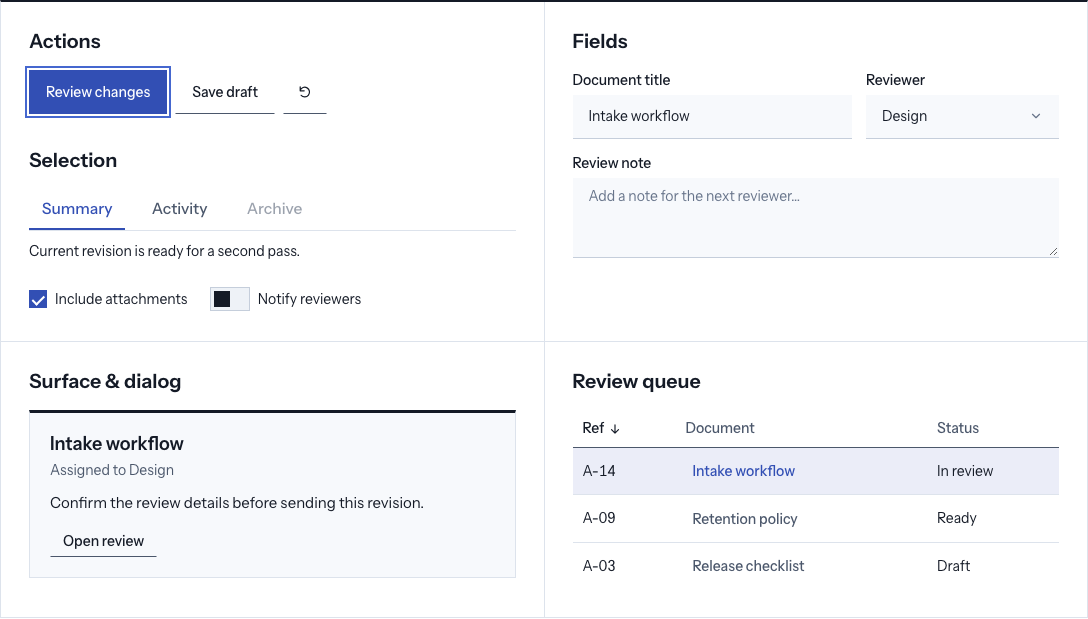 Actions
Review changes
Save draft
Selection
Summary Activity Archive
Current revision is ready for a second pass.
Include attachments
Notify reviewers
Fields
Document title
Intake workflow
Reviewer
Design
Review note
Add a note for the next reviewer...
Surface & dialog
Intake workflow
Assigned to Design
Confirm the review details before sending this revision.
Open review
Review queue
Ref ↓ Document Status
A-14 Intake workflow In review
A-09 Retention policy Ready
A-03 Release checklist Draft